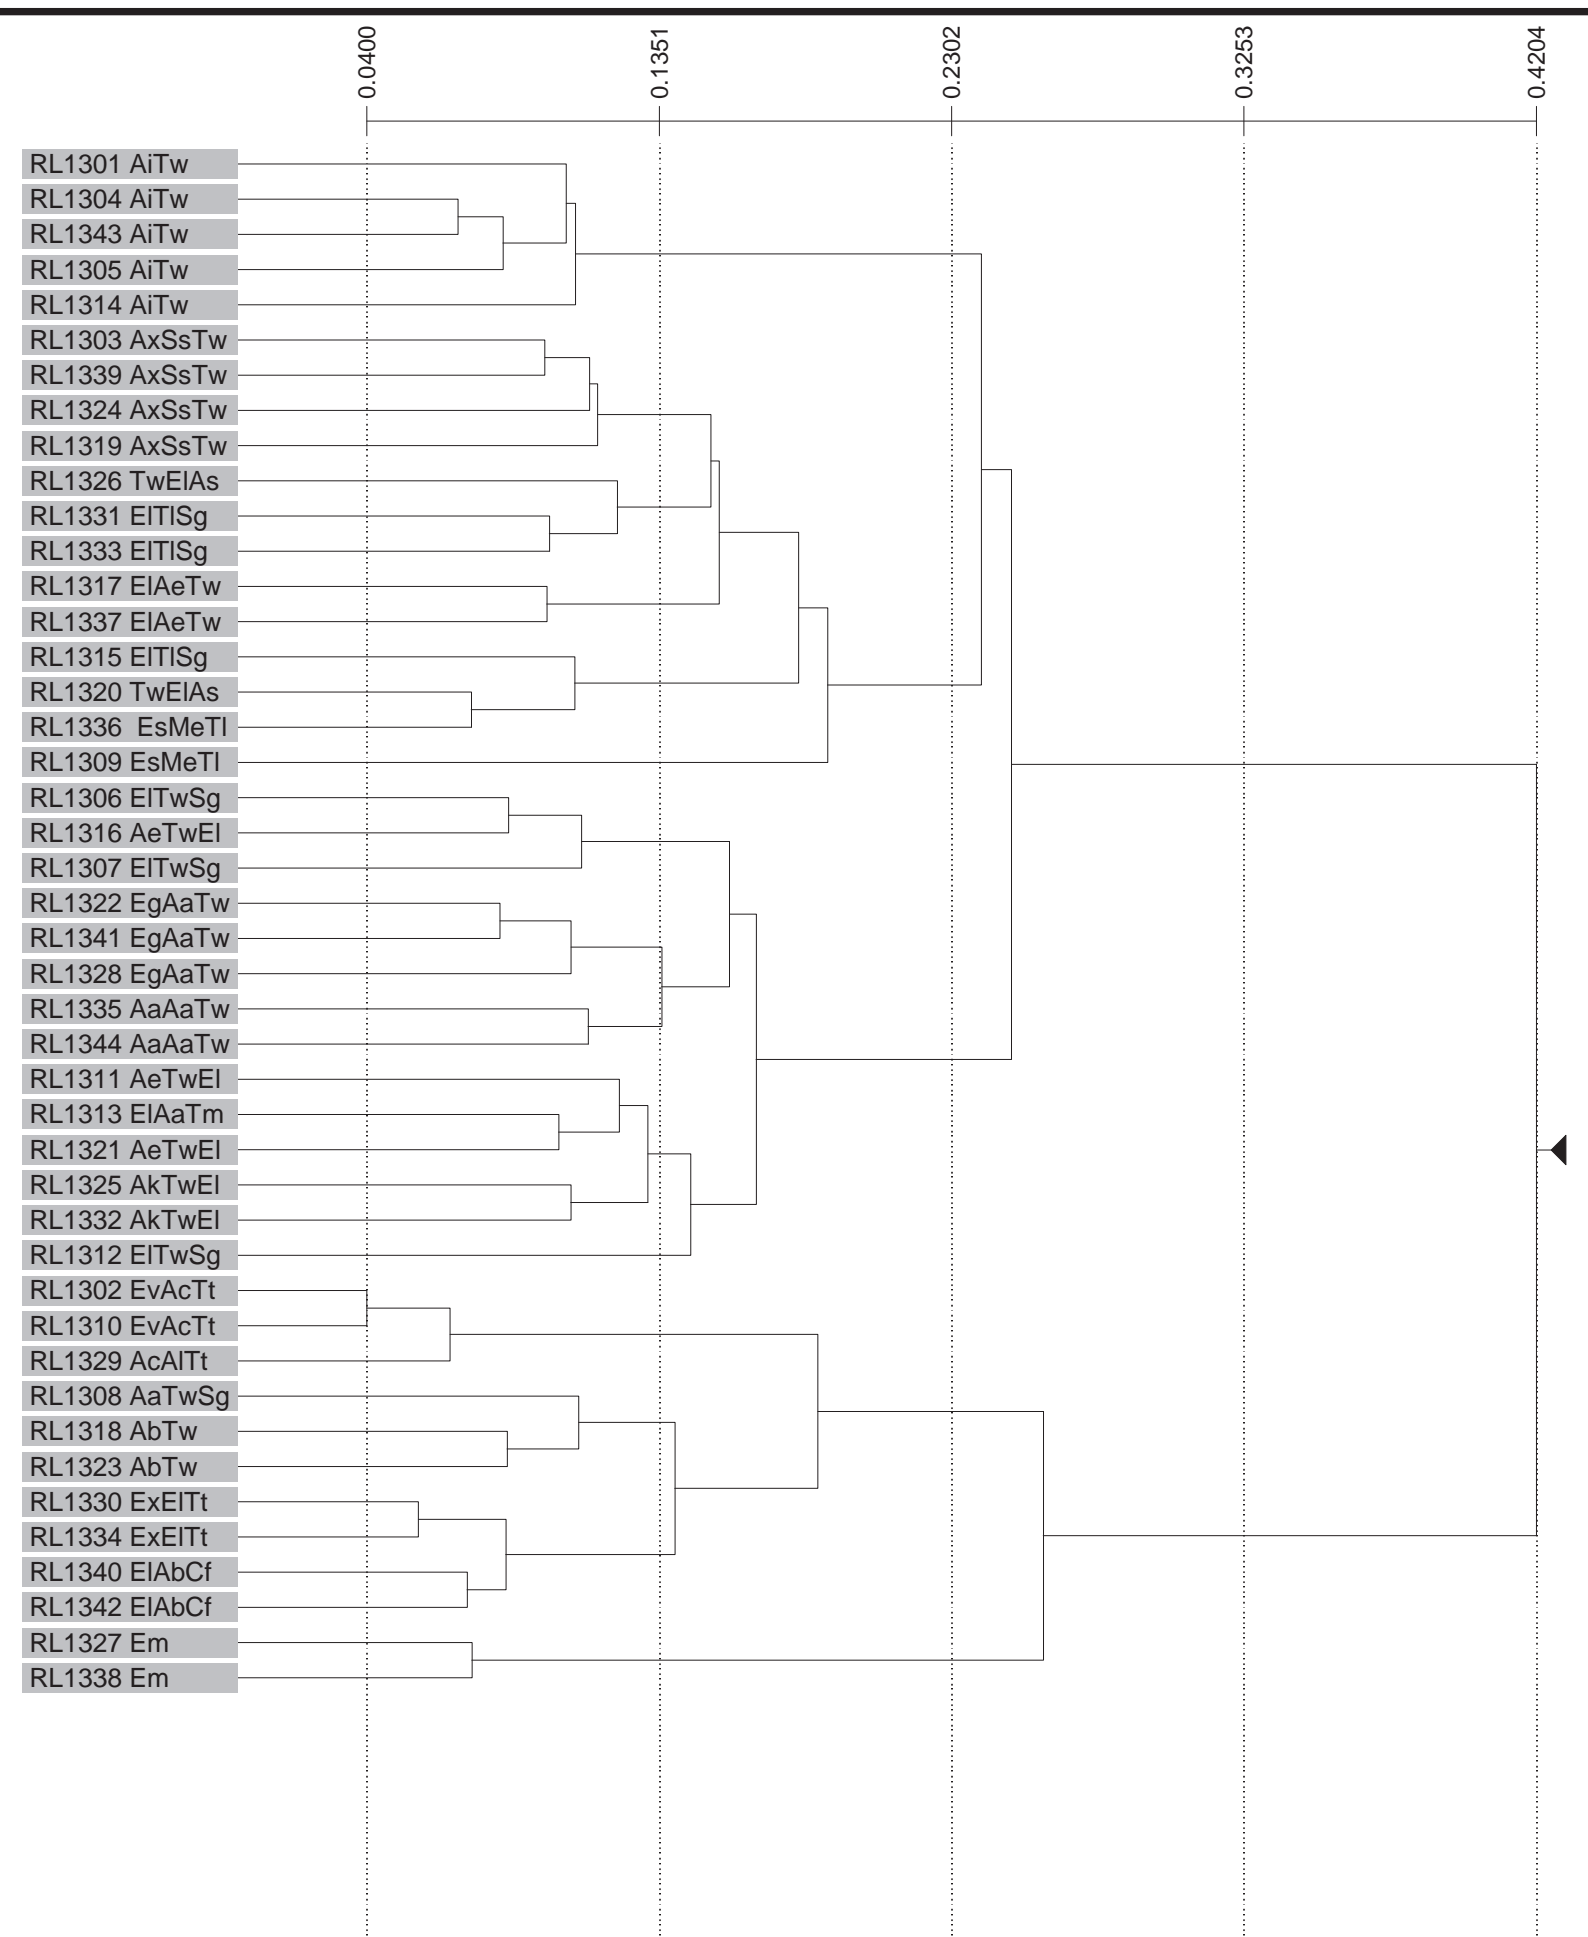 0.0400
0.1351
0.2302
0.3253
0.4204
RL1301 AiTw
RL1304 AiTw
RL1343 AiTw
RL1305 AiTw
RL1314 AiTw
RL1303 AxSsTw
RL1339 AxSsTw
RL1324 AxSsTw
RL1319 AxSsTw
RL1326 TwElAs
RL1331 ElTlSg
RL1333 ElTlSg
RL1317 ElAeTw
RL1337 ElAeTw
RL1315 ElTlSg
RL1320 TwElAs
RL1336 EsMeTl
RL1309 EsMeTl
RL1306 ElTwSg
RL1316 AeTwEl
RL1307 ElTwSg
RL1322 EgAaTw
RL1341 EgAaTw
RL1328 EgAaTw
RL1335 AaAaTw
RL1344 AaAaTw
RL1311 AeTwEl
RL1313 ElAaTm
RL1321 AeTwEl
RL1325 AkTwEl
RL1332 AkTwEl
RL1312 ElTwSg
RL1302 EvAcTt
RL1310 EvAcTt
RL1329 AcAlTt
RL1308 AaTwSg
RL1318 AbTw
RL1323 AbTw
RL1330 ExElTt
RL1334 ExElTt
RL1340 ElAbCf
RL1342 ElAbCf
RL1327 Em
RL1338 Em